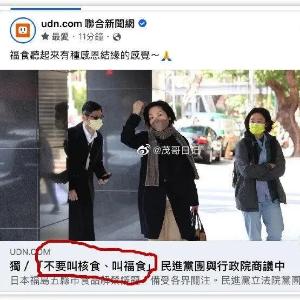 udn.com 聯合新聞網
最愛・11分鐘・
福食聽起來有種感恩結緣的感覺～🙏
@茂哥日记
UDN.COM
獨／「不要叫核食、叫福食」民進黨團與行政院商議中
日本福島五縣市食品解禁
備受各界關注。民進黨立法院黨